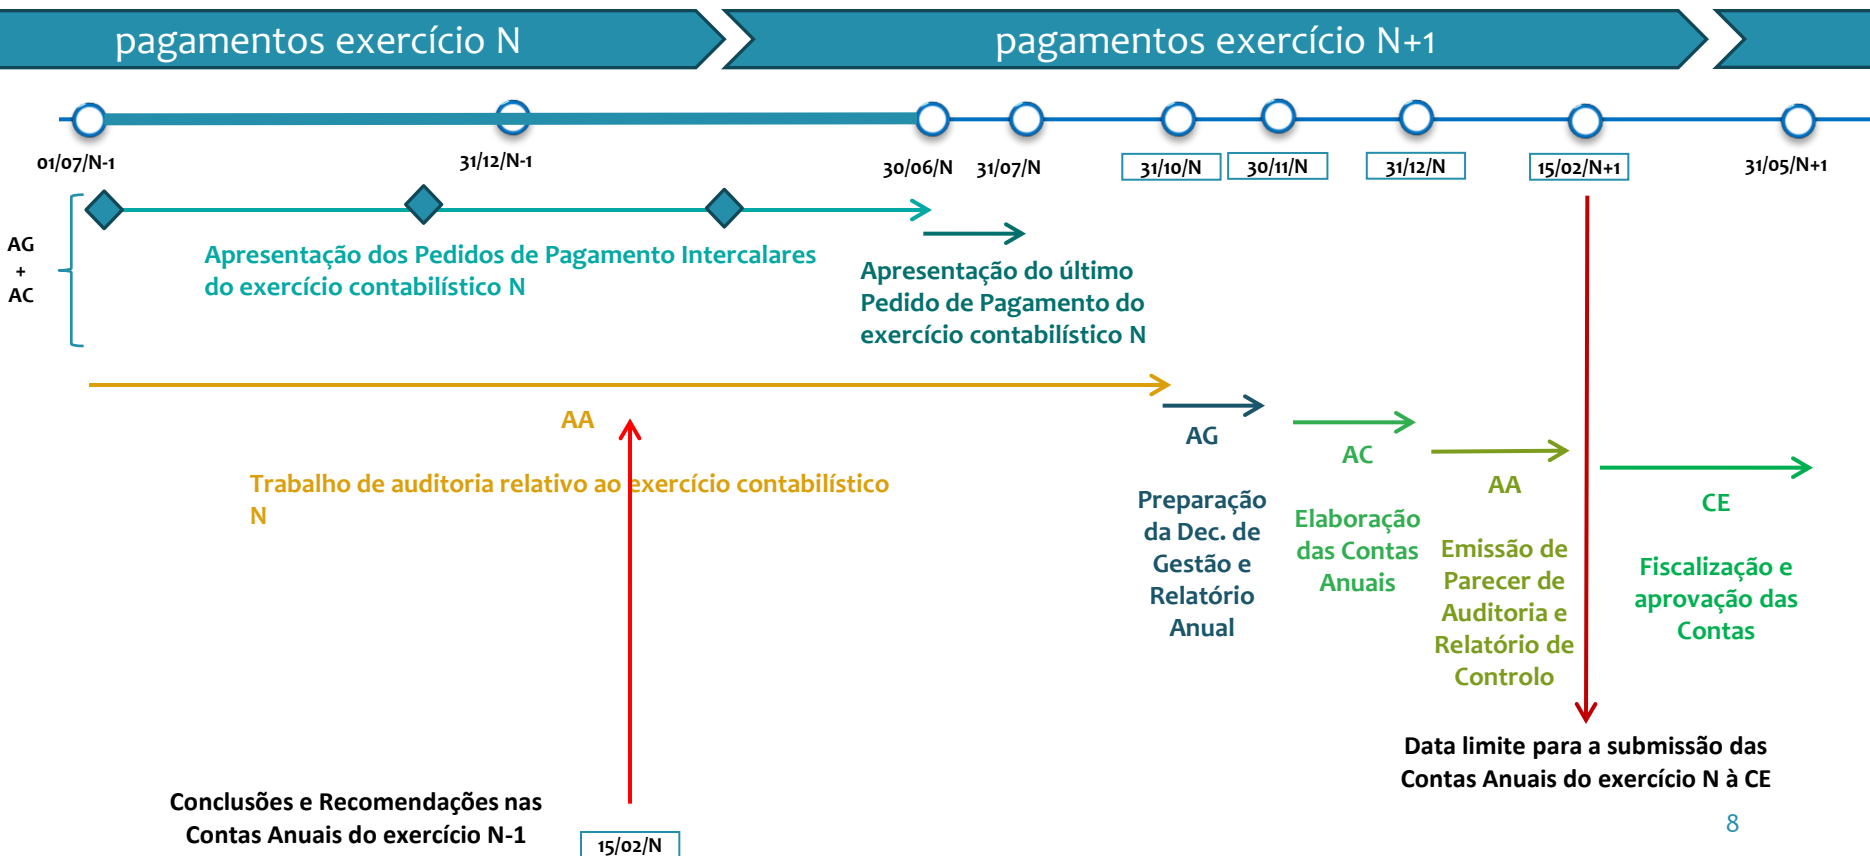 pagamentos exercício N
pagamentos exercício N+1
01/07/N-1
31/12/N-1
30/06/N
31/07/N
31/10/N
30/11/N
31/12/N
15/02/N+1
31/05/N+1
AG
+
AC
Apresentação dos Pedidos de Pagamento Intercalares
do exercício contabilístico N
Apresentação do último
Pedido de Pagamento do
exercício contabilístico N
AA
Trabalho de auditoria relativo ao exercício contabilístico
N
AG
Preparação
da Dec. de
Gestão e
Relatório
Anual
AC
Elaboração
das Contas
Anuais
AA
Emissão de
Parecer de
Auditoria e
Relatório de
Controlo
CE
Fiscalização e
aprovação das
Contas
Data limite para a submissão das
Contas Anuais do exercício N à CE
Conclusões e Recomendações nas
Contas Anuais do exercício N-1
15/02/N
8